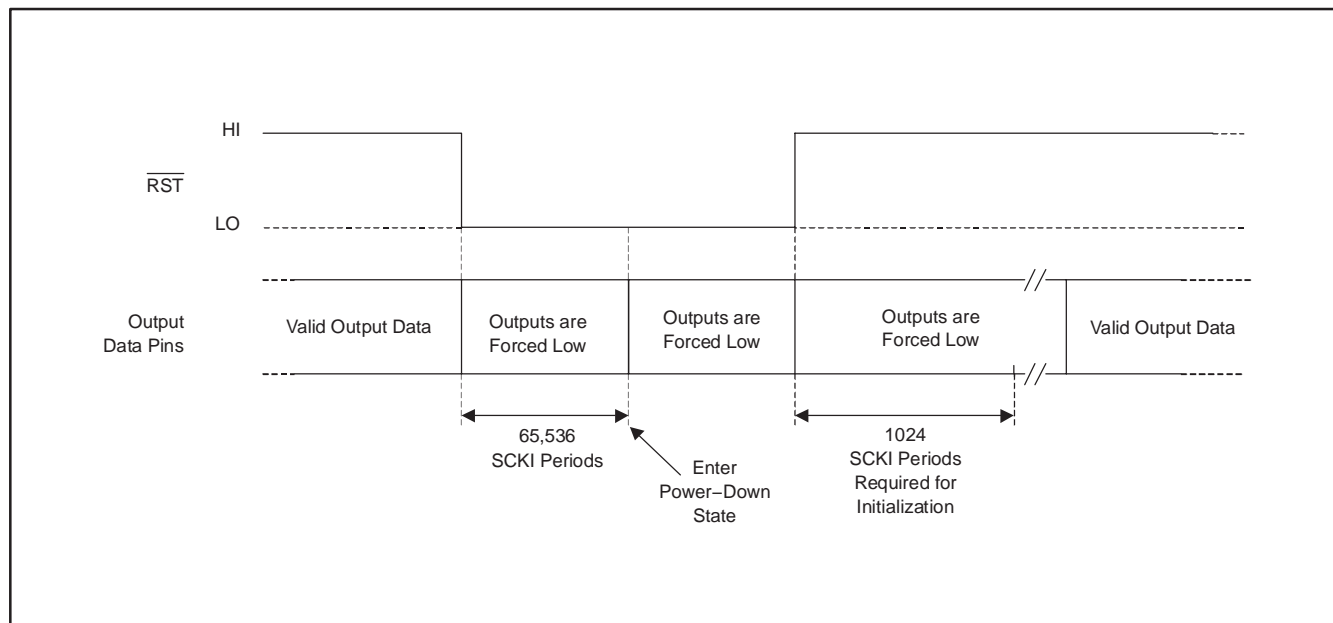 HI
RST
LO
Output
Data Pins
Valid Output Data
Outputs are
Forced Low
Outputs are
Forced Low
Outputs are
Forced Low
Valid Output Data
65,536
SCKI Periods
Enter
Power−Down
State
1024
SCKI Periods
Required for
Initialization